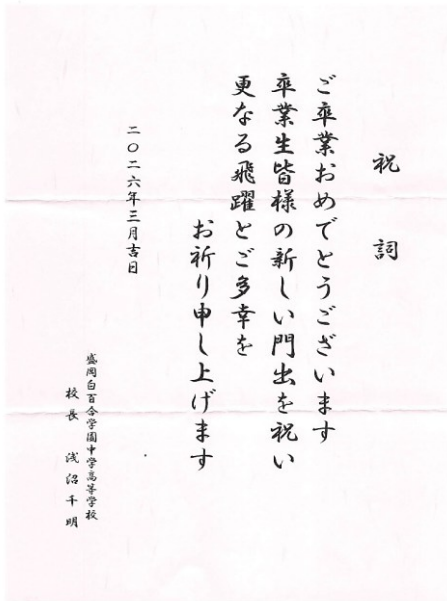 祝詞
ご卒業おめでとうございます
卒業生皆様の新しい門出を祝い
更なる飛躍とご多幸を
お祈り申し上げます
二〇二六年三月吉日
盛岡白百合学園中学高等学校
校長 浅沼千明